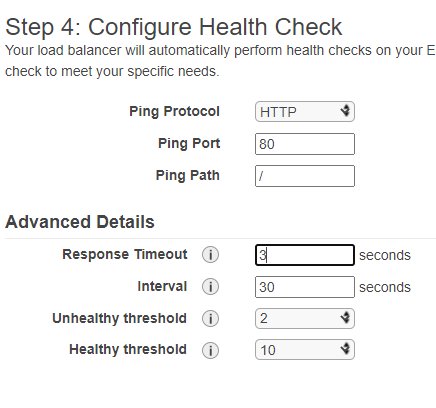 Step 4: Configure Health Check
Your load balancer will automatically perform health checks on your E
check to meet your specific needs.
Ping Protocol HTTP
Ping Port 80
Ping Path /
Advanced Details
Response Timeout i 3 seconds
Interval i 30 seconds
Unhealthy threshold i 2
Healthy threshold i 10